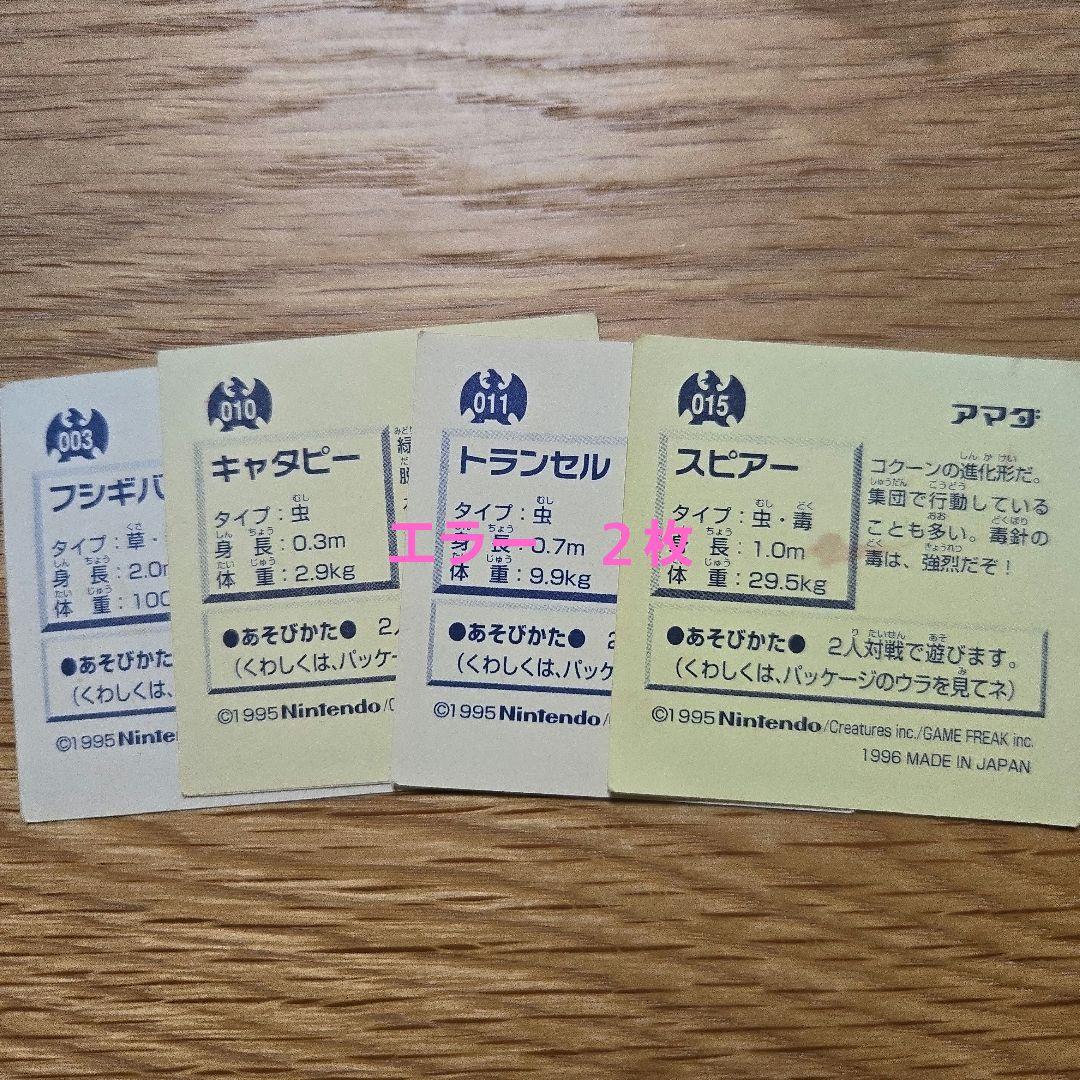 003
フシギバ
タイプ：草・
身長：2.0m
体重：100
●あそびかた
(くわしくは、
©1995 Ninte
010
キャタピー
タイプ：虫
身長：0.3m
体重：2.9kg
●あそびかた● 2人
(くわしくは、パッケー
©1995 Nintendo/C
緑
脱
011
トランセル
タイプ：虫
身長：0.7m
体重：9.9kg
●あそびかた● 2
(くわしくは、パック
©1995 Nintendo/
015
アマダ
スピアー
タイプ：虫・毒
身長：1.0m
体重：29.5kg
コクーンの進化形だ。
集団で行動している
ことも多い。毒針の
毒は、強烈だぞ！
●あそびかた● 2人対戦で遊びます。
(くわしくは、パッケージのウラを見てネ)
©1995 Nintendo/Creatures inc./GAME FREAK inc.
1996 MADE IN JAPAN
エラー 2枚